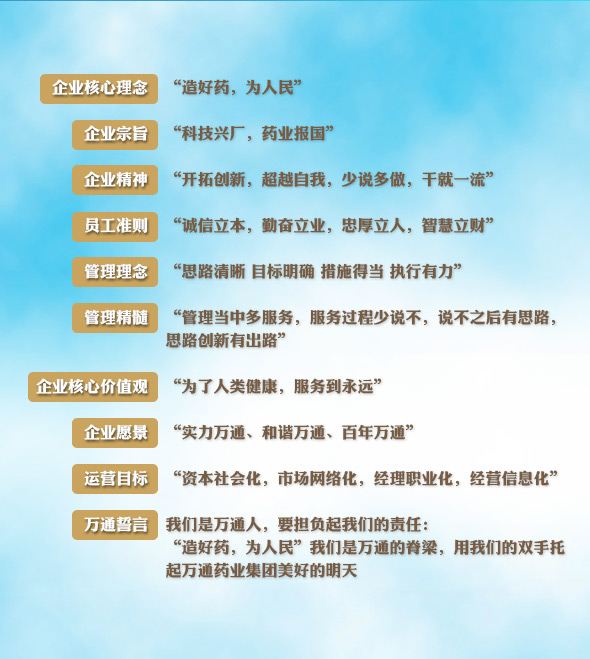 企业核心理念 “造好药，为人民”
企业宗旨 “科技兴厂，药业报国”
企业精神 “开拓创新，超越自我，少说多做，干就一流”
员工准则 “诚信立本，勤奋立业，忠厚立人，智慧立财”
管理理念 “思路清晰 目标明确 措施得当 执行有力”
管理精髓 “管理当中多服务，服务过程少说不，说不之后有思路，
思路创新有出路”
企业核心价值观 “为了人类健康，服务到永远”
企业愿景 “实力万通、和谐万通、百年万通”
运营目标 “资本社会化，市场网络化，经理职业化，经营信息化”
万通誓言 我们是万通人，要担负起我们的责任：
“造好药，为人民”我们是万通的脊梁，用我们的双手托
起万通药业集团美好的明天